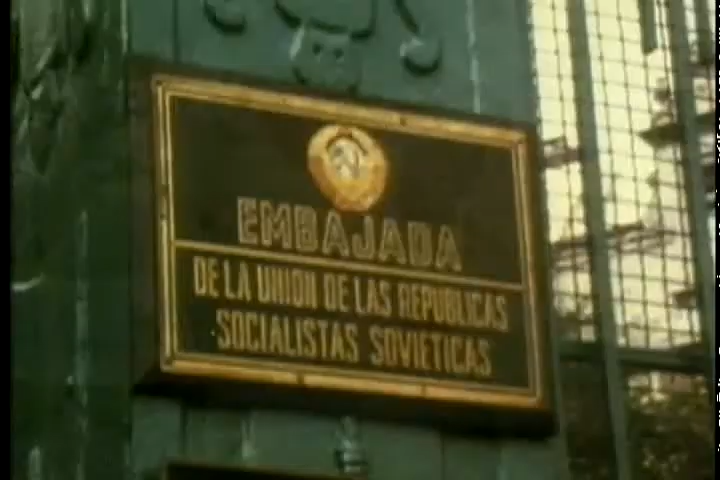 EMBAJADA
DE LA UNION DE LAS REPUBLICAS
SOCIALISTAS SOVIETICAS